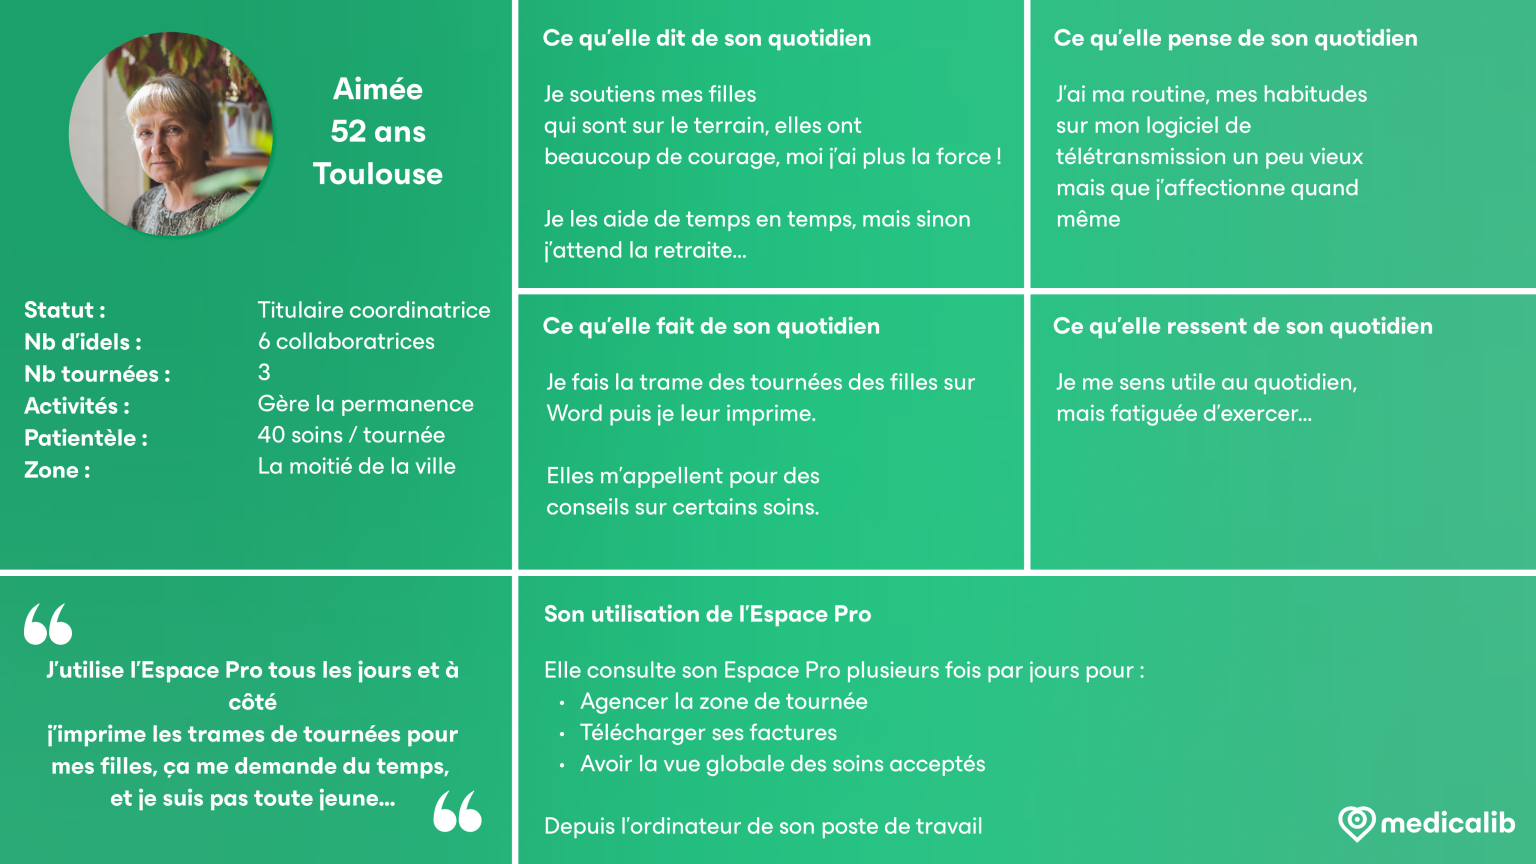 Aimée
52 ans
Toulouse
Statut : Titulaire coordinatrice
Nb d'idels : 6 collaboratrices
Nb tournées : 3
Activités : Gère la permanence
Patientèle : 40 soins / tournée
Zone : La moitié de la ville
Ce qu'elle dit de son quotidien
Je soutiens mes filles
qui sont sur le terrain, elles ont
beaucoup de courage, moi j'ai plus la force !
Je les aide de temps en temps, mais sinon
j'attend la retraite...
Ce qu'elle pense de son quotidien
J'ai ma routine, mes habitudes
sur mon logiciel de
télétransmission un peu vieux
mais que j'affectionne quand
même
Ce qu'elle fait de son quotidien
Je fais la trame des tournées des filles sur
Word puis je leur imprime.
Elles m'appellent pour des
conseils sur certains soins.
Ce qu'elle ressent de son quotidien
Je me sens utile au quotidien,
mais fatiguée d'exercer...
“
J'utilise l'Espace Pro tous les jours et à
côté
j'imprime les trames de tournées pour
mes filles, ça me demande du temps,
et je suis pas toute jeune...
“
Son utilisation de l'Espace Pro
Elle consulte son Espace Pro plusieurs fois par jours pour :
• Agencer la zone de tournée
• Télécharger ses factures
• Avoir la vue globale des soins acceptés
Depuis l'ordinateur de son poste de travail
medicalib